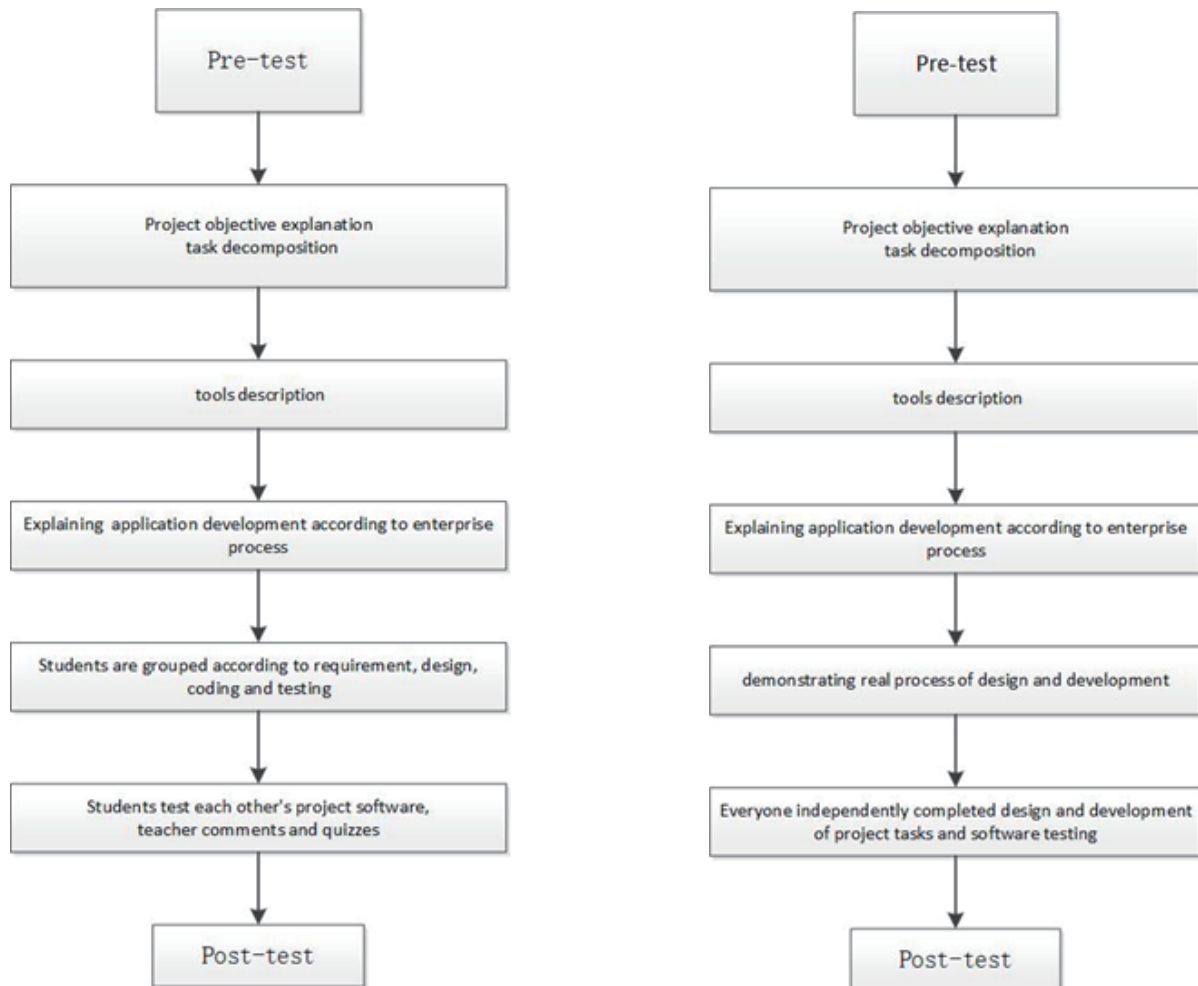 Pre-test
Project objective explanation
task decomposition
tools description
Explaining application development according to enterprise
process
Students are grouped according to requirement, design,
coding and testing
Students test each other's project software,
teacher comments and quizzes
Post-test
Pre-test
Project objective explanation
task decomposition
tools description
Explaining application development according to enterprise
process
demonstrating real process of design and development
Everyone independently completed design and development
of project tasks and software testing
Post-test